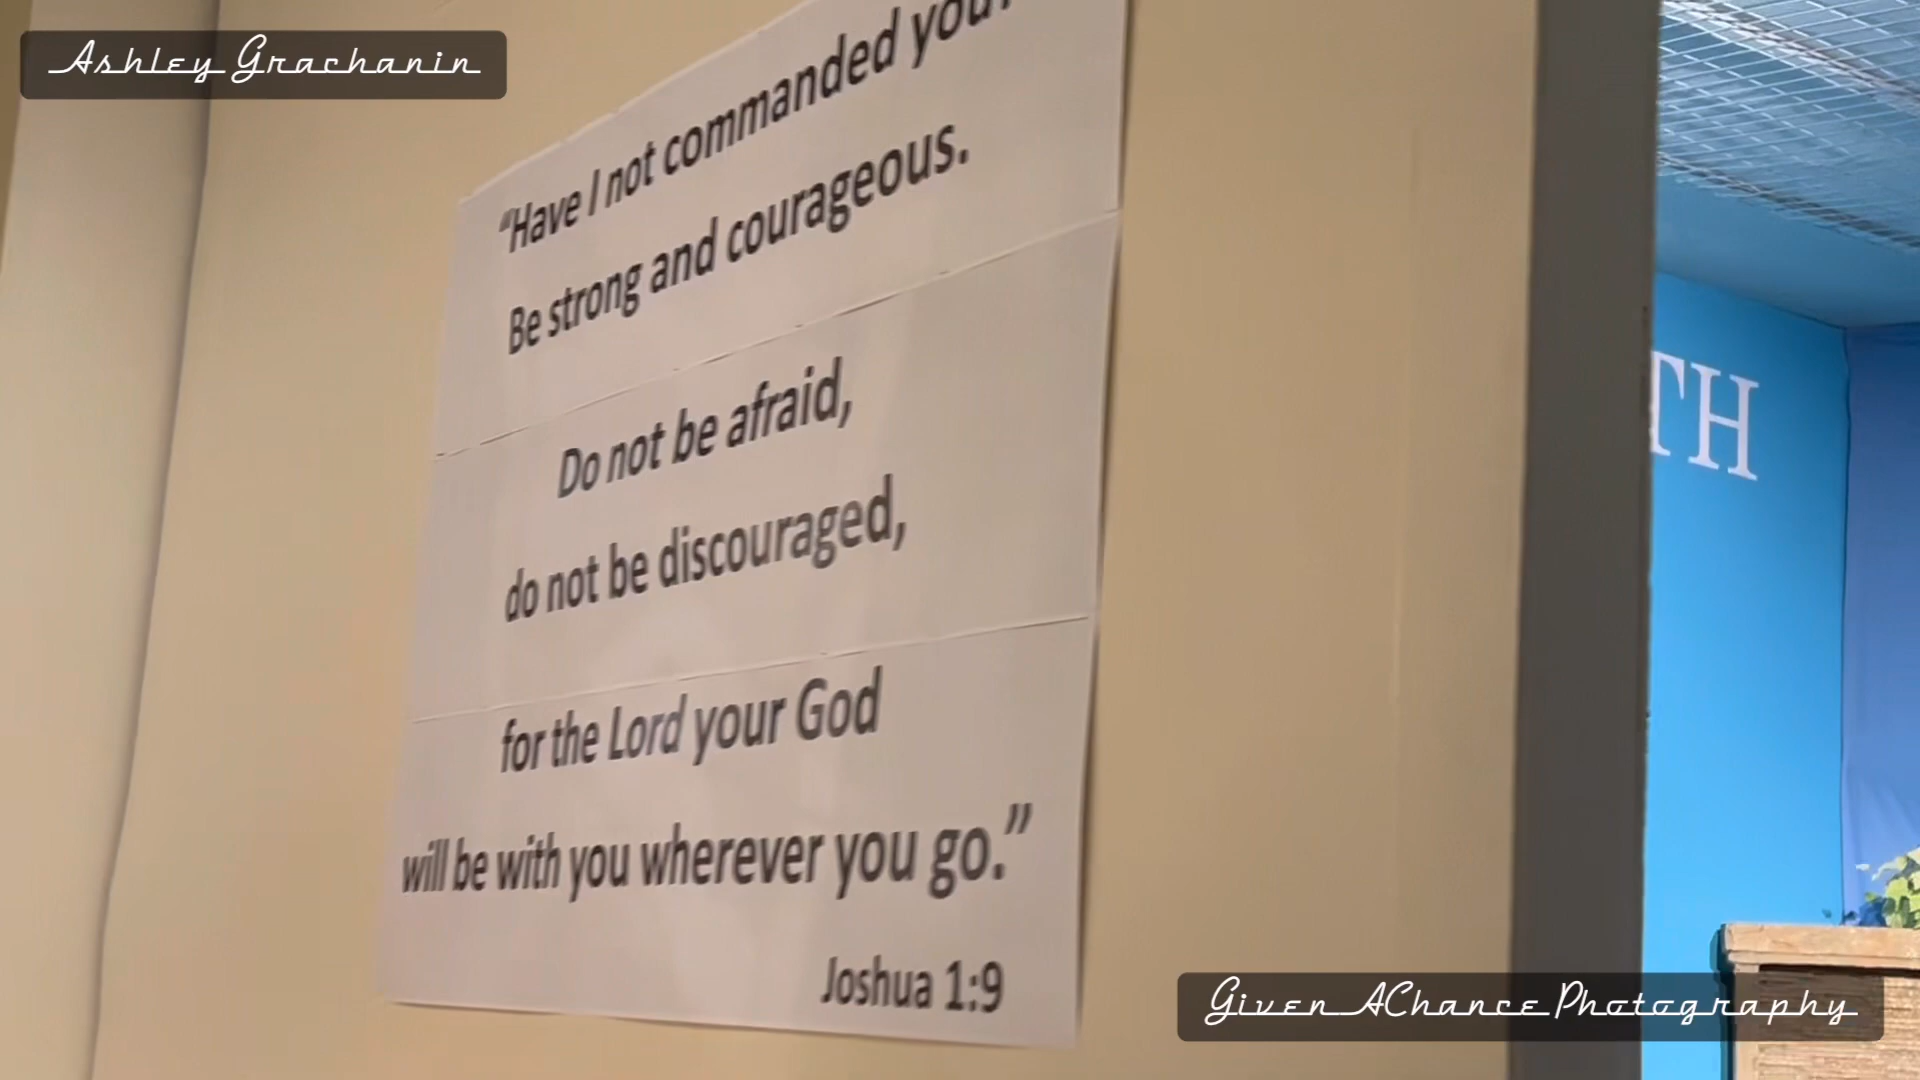 Ashley Grachanin
“Have I not commanded you?
Be strong and courageous.
Do not be afraid,
do not be discouraged,
for the Lord your God
will be with you wherever you go.”
Joshua 1:9
TH
Given AChance Photography